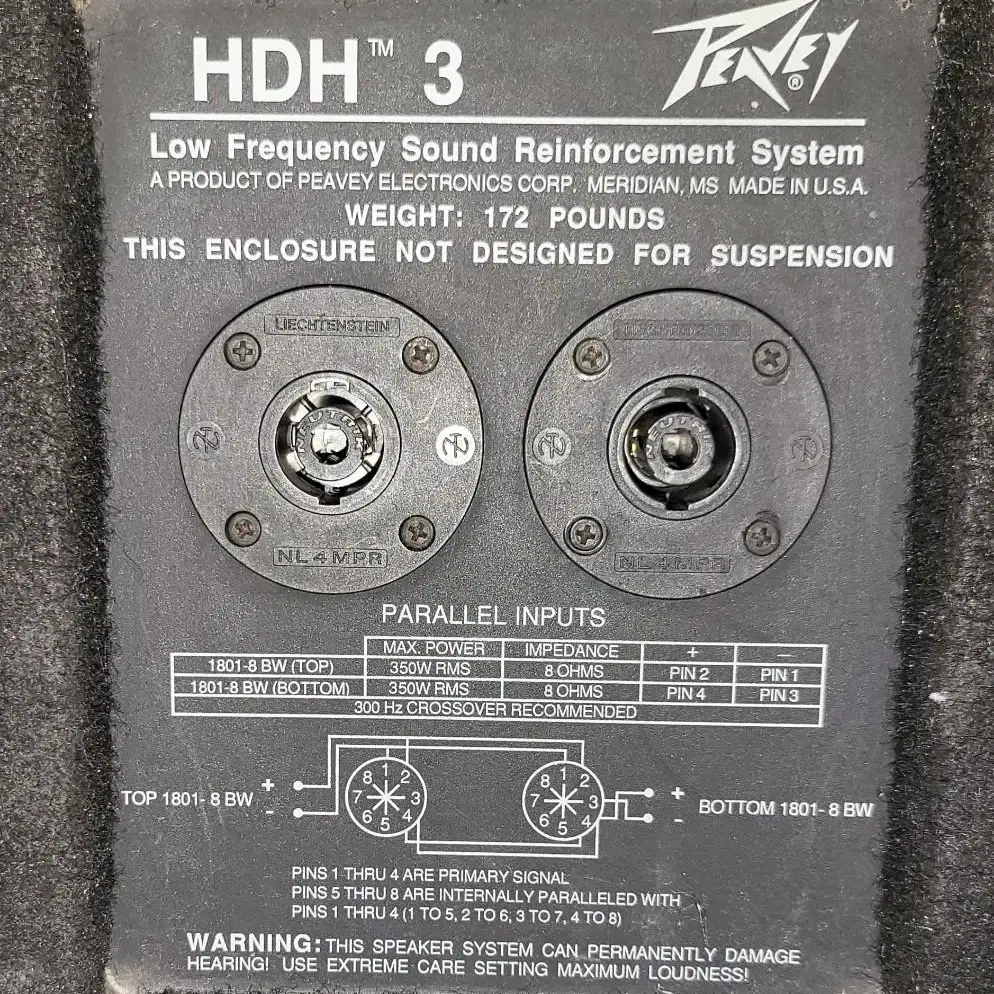 HDH™ 3
PEAVEY®
Low Frequency Sound Reinforcement System
A PRODUCT OF PEAVEY ELECTRONICS CORP. MERIDIAN, MS MADE IN U.S.A.
WEIGHT: 172 POUNDS
THIS ENCLOSURE NOT DESIGNED FOR SUSPENSION
LIECHTENSTEIN
NEUTRIK
NL4MPR
LIECHTENSTEIN
NEUTRIK
NL4MPR
PARALLEL INPUTS
MAX. POWER IMPEDANCE + −
1801-8 BW (TOP) 350W RMS 8 OHMS PIN 2 PIN 1
1801-8 BW (BOTTOM) 350W RMS 8 OHMS PIN 4 PIN 3
300 Hz CROSSOVER RECOMMENDED
TOP 1801- 8 BW + -
1 2 3 4 5 6 7 8
1 2 3 4 5 6 7 8
+ - BOTTOM 1801- 8 BW
PINS 1 THRU 4 ARE PRIMARY SIGNAL
PINS 5 THRU 8 ARE INTERNALLY PARALLELED WITH
PINS 1 THRU 4 (1 TO 5, 2 TO 6, 3 TO 7, 4 TO 8)
WARNING: THIS SPEAKER SYSTEM CAN PERMANENTLY DAMAGE
HEARING! USE EXTREME CARE SETTING MAXIMUM LOUDNESS!